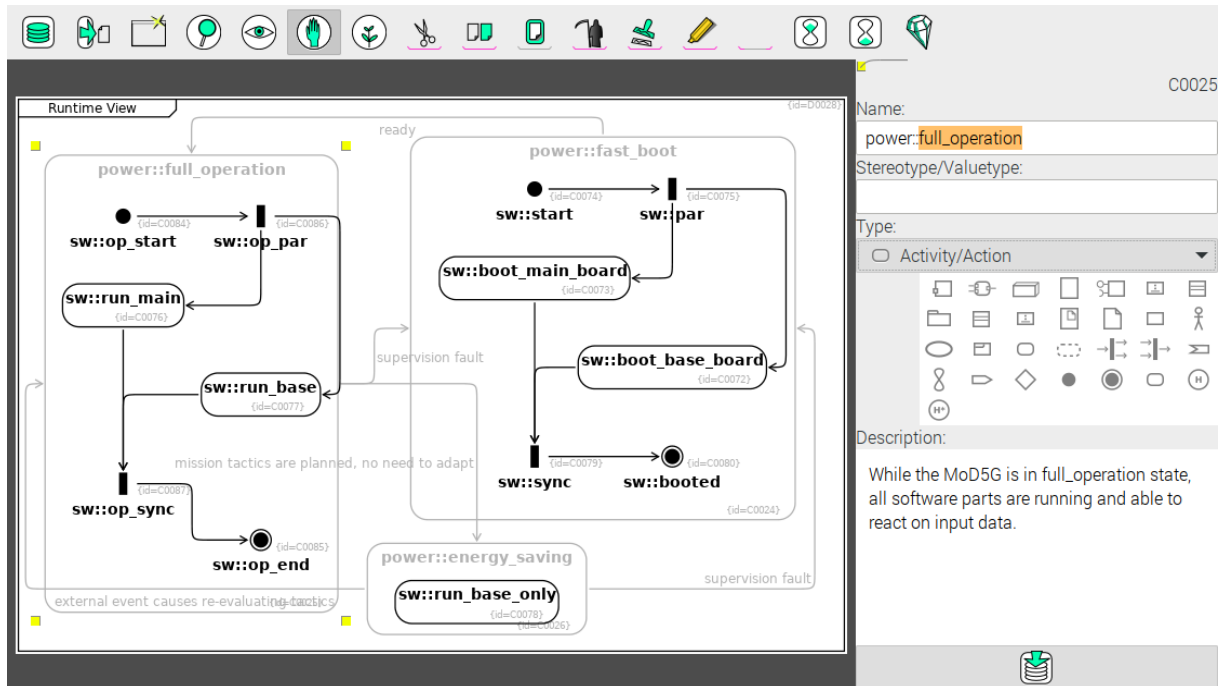 C0025
Runtime View
{id=D0028}
Name:
power::full_operation
Stereotype/Valuetype:
Type:
Activity/Action
Description:
While the MoD5G is in full_operation state,
all software parts are running and able to
react on input data.
ready
power::full_operation
{id=C0084}
{id=C0086}
sw::op_start
sw::op_par
sw::run_main
{id=C0076}
sw::run_base
{id=C0077}
{id=C0087}
sw::op_sync
{id=C0085}
sw::op_end
external event causes re-evaluating tactics
supervision fault
mission tactics are planned, no need to adapt
power::fast_boot
{id=C0074}
{id=C0075}
sw::start
sw::par
sw::boot_main_board
{id=C0073}
sw::boot_base_board
{id=C0072}
{id=C0079}
{id=C0080}
sw::sync
sw::booted
{id=C0024}
power::energy_saving
sw::run_base_only
{id=C0078}
{id=C0026}
supervision fault